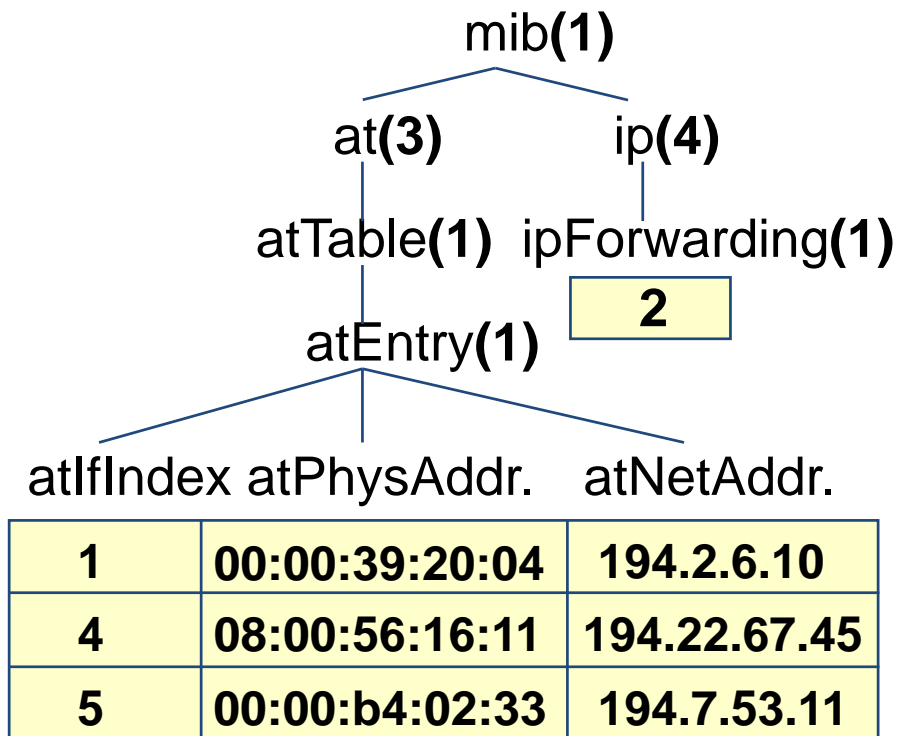 mib(1)
at(3) ip(4)
atTable(1) ipForwarding(1)
2
atEntry(1)
atIfIndex atPhysAddr. atNetAddr.
1 00:00:39:20:04 194.2.6.10
4 08:00:56:16:11 194.22.67.45
5 00:00:b4:02:33 194.7.53.11